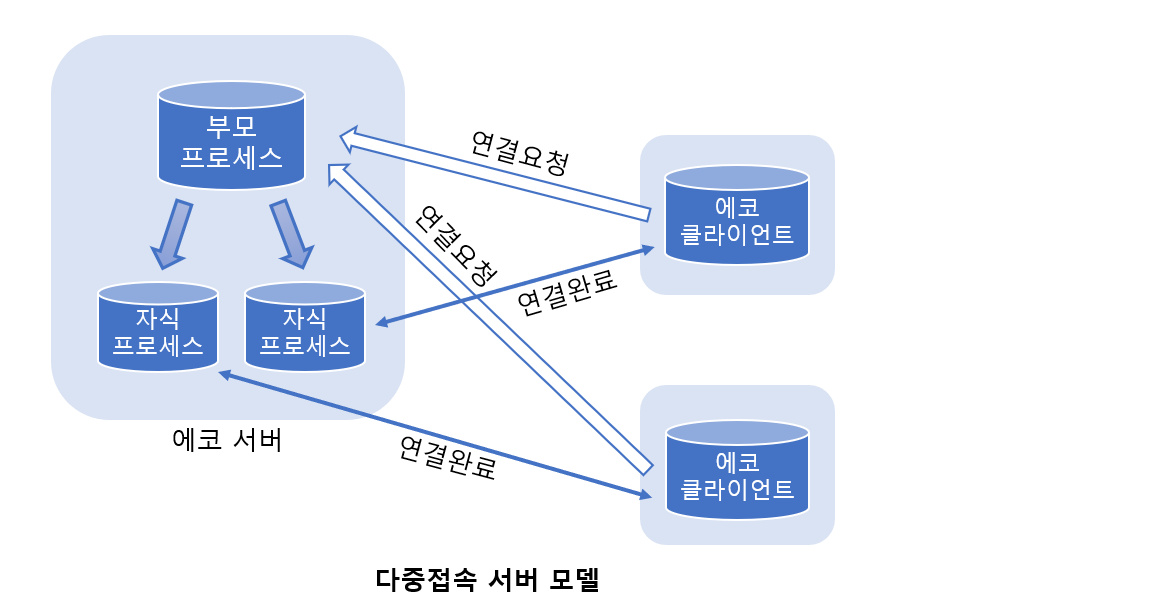 부모
프로세스
연결요청
에코
클라이언트
연결요청
연결완료
자식
프로세스
자식
프로세스
에코 서버
연결완료
에코
클라이언트
다중접속 서버 모델